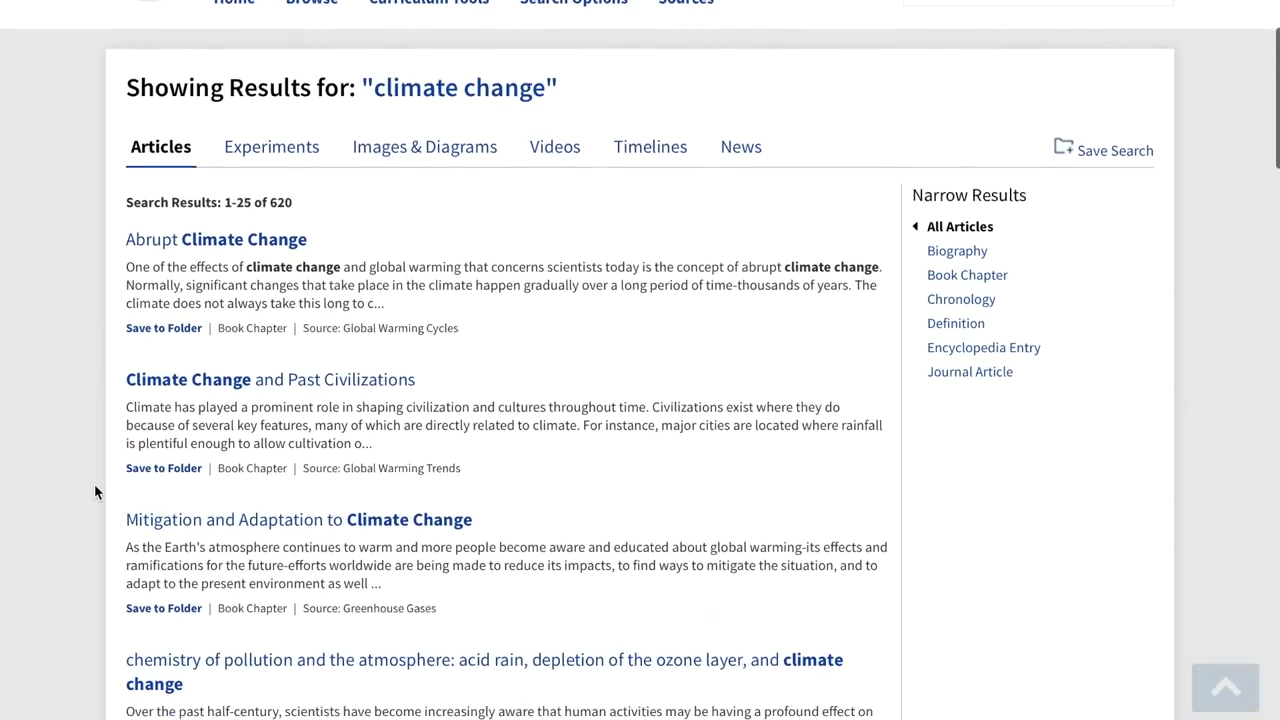 Home Browse Curriculum Tools Search Options Sources
Showing Results for: "climate change"
Articles Experiments Images & Diagrams Videos Timelines News
Save Search
Search Results: 1-25 of 620
Abrupt Climate Change
One of the effects of climate change and global warming that concerns scientists today is the concept of abrupt climate change.
Normally, significant changes that take place in the climate happen gradually over a long period of time-thousands of years. The
climate does not always take this long to c...
Save to Folder | Book Chapter | Source: Global Warming Cycles
Climate Change and Past Civilizations
Climate has played a prominent role in shaping civilization and cultures throughout time. Civilizations exist where they do
because of several key features, many of which are directly related to climate. For instance, major cities are located where rainfall
is plentiful enough to allow cultivation o...
Save to Folder | Book Chapter | Source: Global Warming Trends
Mitigation and Adaptation to Climate Change
As the Earth's atmosphere continues to warm and more people become aware and educated about global warming-its effects and
ramifications for the future-efforts worldwide are being made to reduce its impacts, to find ways to mitigate the situation, and to
adapt to the present environment as well ...
Save to Folder | Book Chapter | Source: Greenhouse Gases
chemistry of pollution and the atmosphere: acid rain, depletion of the ozone layer, and climate
change
Over the past half-century, scientists have become increasingly aware that human activities may be having a profound effect on
Narrow Results
All Articles
Biography
Book Chapter
Chronology
Definition
Encyclopedia Entry
Journal Article